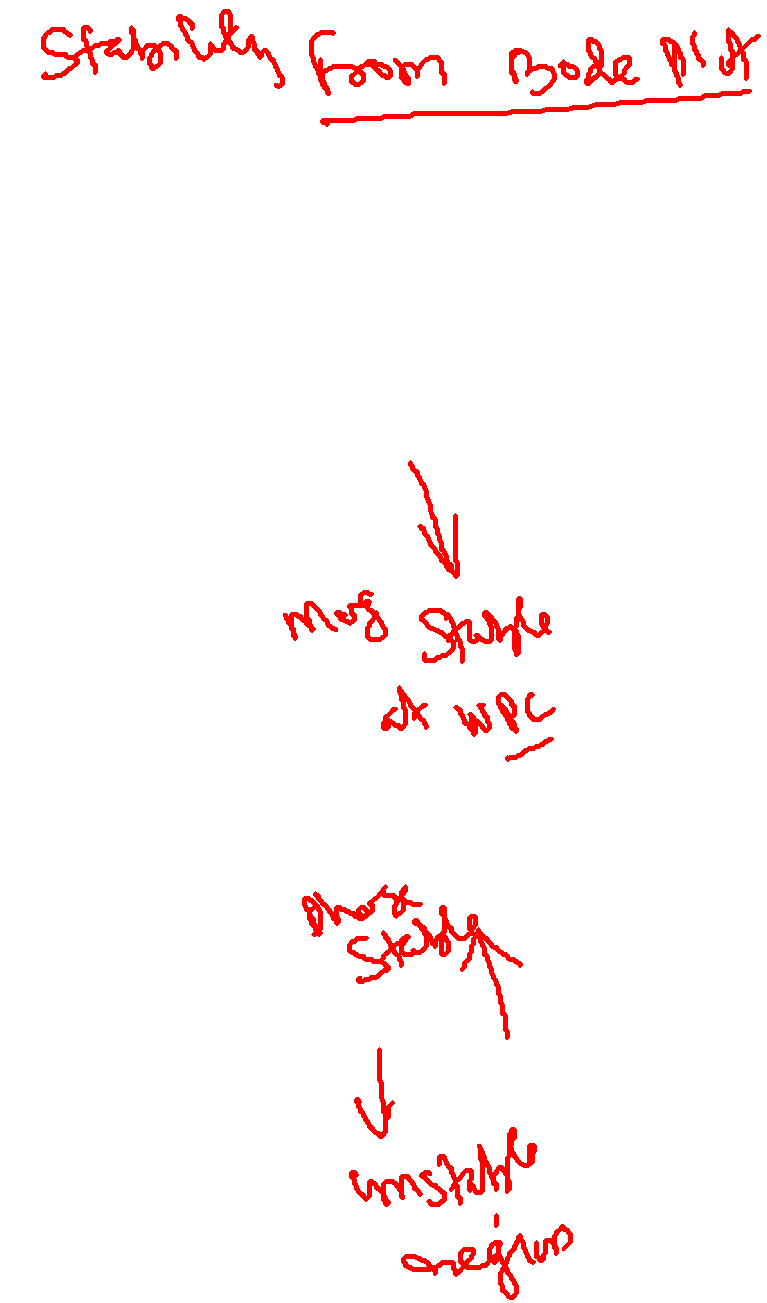 Stability From Bode Plot
Mag Stable
at WPC
Phase
Stable
unstable
region